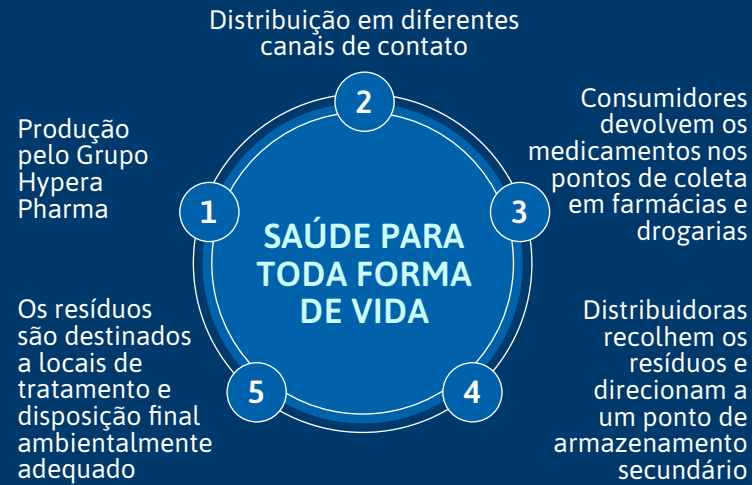 Distribuição em diferentes
canais de contato
2
Produção
pelo Grupo
Hypera
Pharma
1
Consumidores
devolvem os
medicamentos nos
pontos de coleta
em farmácias e
drogarias
3
SAÚDE PARA
TODA FORMA
DE VIDA
Os resíduos
são destinados
a locais de
tratamento e
disposição final
ambientalmente
adequado
5
4
Distribuidoras
recolhem os
resíduos e
direcionam a
um ponto de
armazenamento
secundário